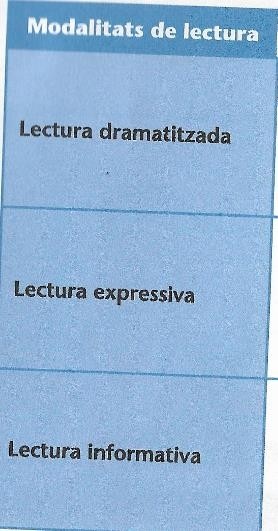 Modalitats de lectura
Lectura dramatitzada
Lectura expressiva
Lectura informativa